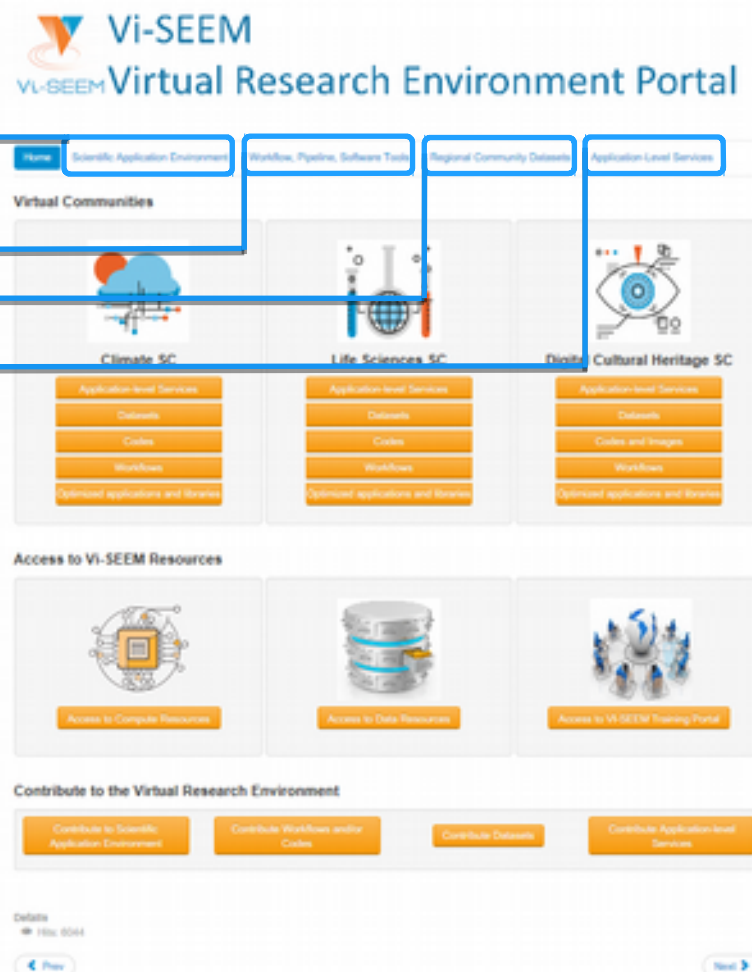 Vi-SEEM
VI-SEEM Virtual Research Environment Portal
Home Scientific Application Environment Workflow, Pipeline, Software Tools Regional Community Datasets Application-Level Services
Virtual Communities
Climate SC Life Sciences SC Digital Cultural Heritage SC
Application-level Services Application-level Services Application-level Services
Datasets Datasets Datasets
Codes Codes Codes and Images
Workflows Workflows Workflows
Optimized applications and libraries Optimized applications and libraries Optimized applications and libraries
Access to Vi-SEEM Resources
Access to Compute Resources Access to Data Resources Access to VI-SEEM Training Portal
Contribute to the Virtual Research Environment
Contribute to Scientific Contribute Workflows and/or Contribute Datasets Contribute Application-level
Application Environment Codes Services
Details
Hits: 6044
Prev Next